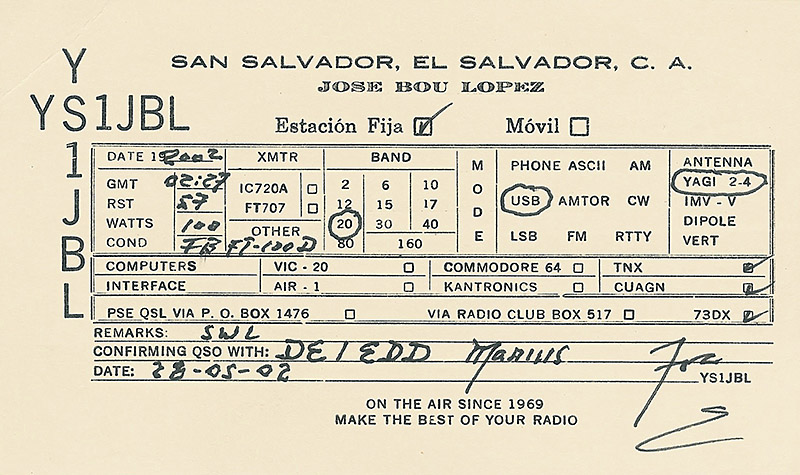 SAN SALVADOR, EL SALVADOR, C. A.
JOSE BOU LOPEZ
YS1JBL
Y
S
1
J
B
L
Estación Fija ☑ Móvil ☐
DATE 19 2002 XMTR BAND MODE PHONE ASCII AM ANTENNA
GMT 02:27 IC720A ☐ 2 6 10 YAGI 2-4
RST 57 FT707 ☐ 12 15 17 USB AMTOR CW IMV - V
WATTS 100 OTHER 20 30 40 DIPOLE
COND FB FT-100D 80 160 LSB FM RTTY VERT
COMPUTERS VIC - 20 ☐ COMMODORE 64 ☐ TNX ☑
INTERFACE AIR - 1 ☐ KANTRONICS ☐ CUAGN ☑
PSE QSL VIA P. O. BOX 1476 ☐ VIA RADIO CLUB BOX 517 ☐ 73DX ☑
REMARKS: SWL
CONFIRMING QSO WITH: DE1EDD Marius
DATE: 28-05-02 YS1JBL
ON THE AIR SINCE 1969
MAKE THE BEST OF YOUR RADIO